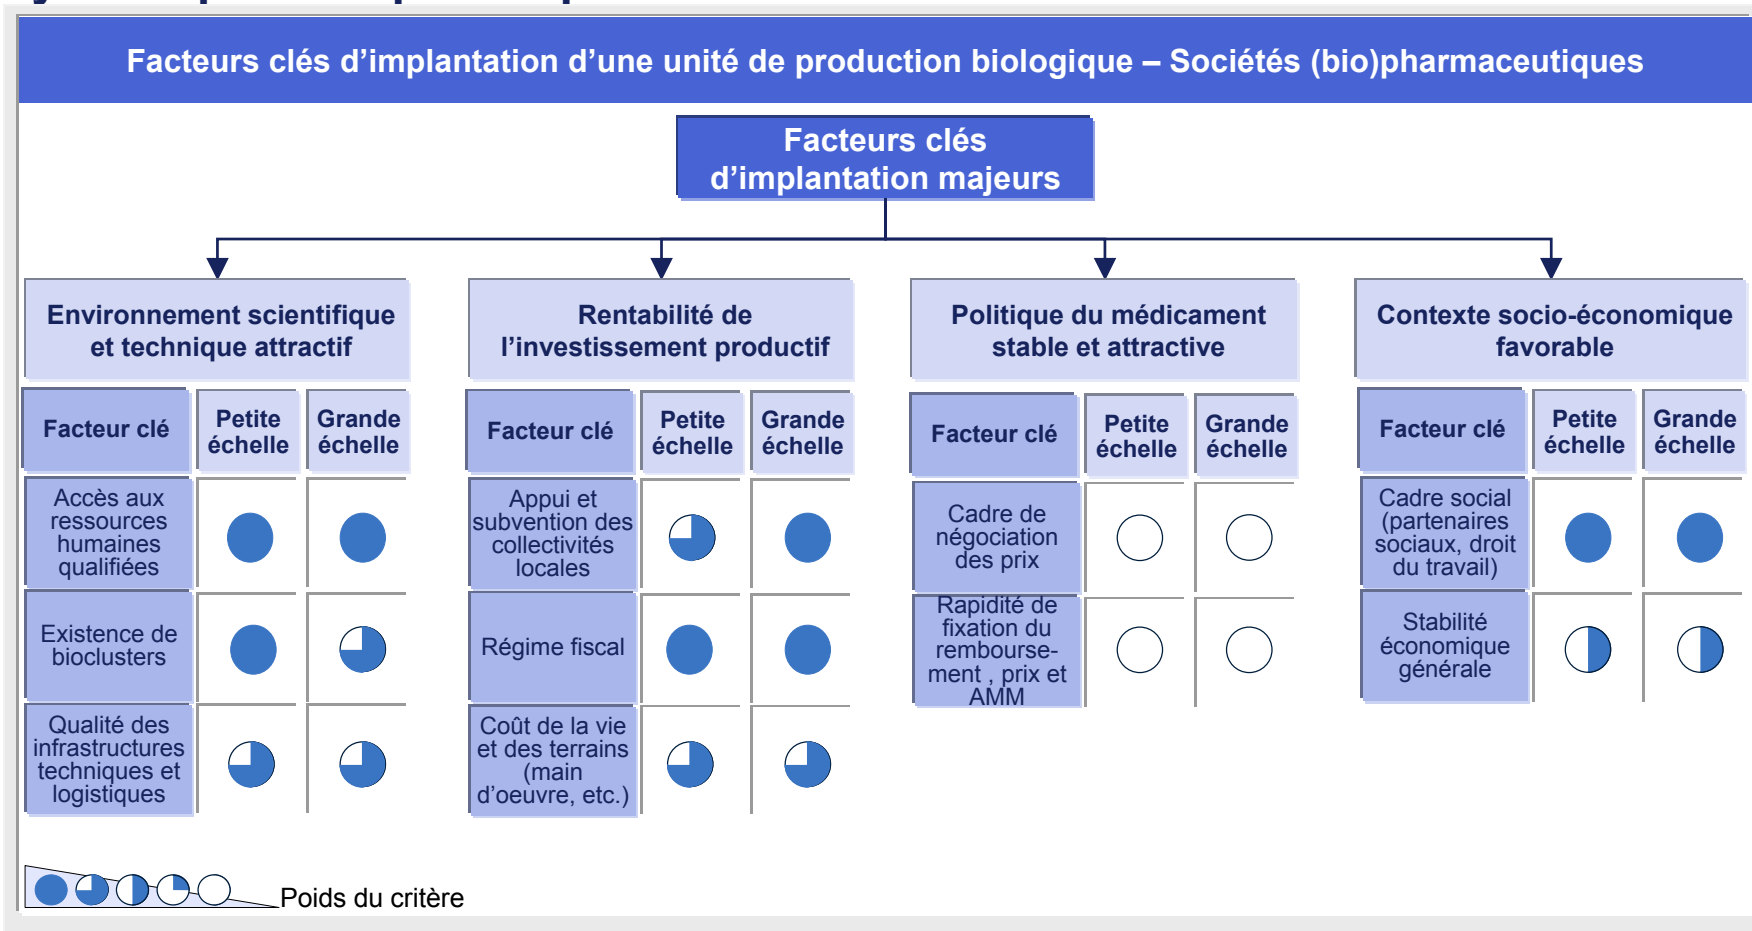 Facteurs clés d’implantation d’une unité de production biologique – Sociétés (bio)pharmaceutiques
Facteurs clés
d’implantation majeurs
Environnement scientifique
et technique attractif
Facteur clé
Petite
échelle
Grande
échelle
Accès aux
ressources
humaines
qualifiées
Existence de
bioclusters
Qualité des
infrastructures
techniques et
logistiques
Rentabilité de
l’investissement productif
Facteur clé
Petite
échelle
Grande
échelle
Appui et
subvention des
collectivités
locales
Régime fiscal
Coût de la vie
et des terrains
(main
d’oeuvre, etc.)
Politique du médicament
stable et attractive
Facteur clé
Petite
échelle
Grande
échelle
Cadre de
négociation
des prix
Rapidité de
fixation du
rembourse-
ment , prix et
AMM
Contexte socio-économique
favorable
Facteur clé
Petite
échelle
Grande
échelle
Cadre social
(partenaires
sociaux, droit
du travail)
Stabilité
économique
générale
Poids du critère